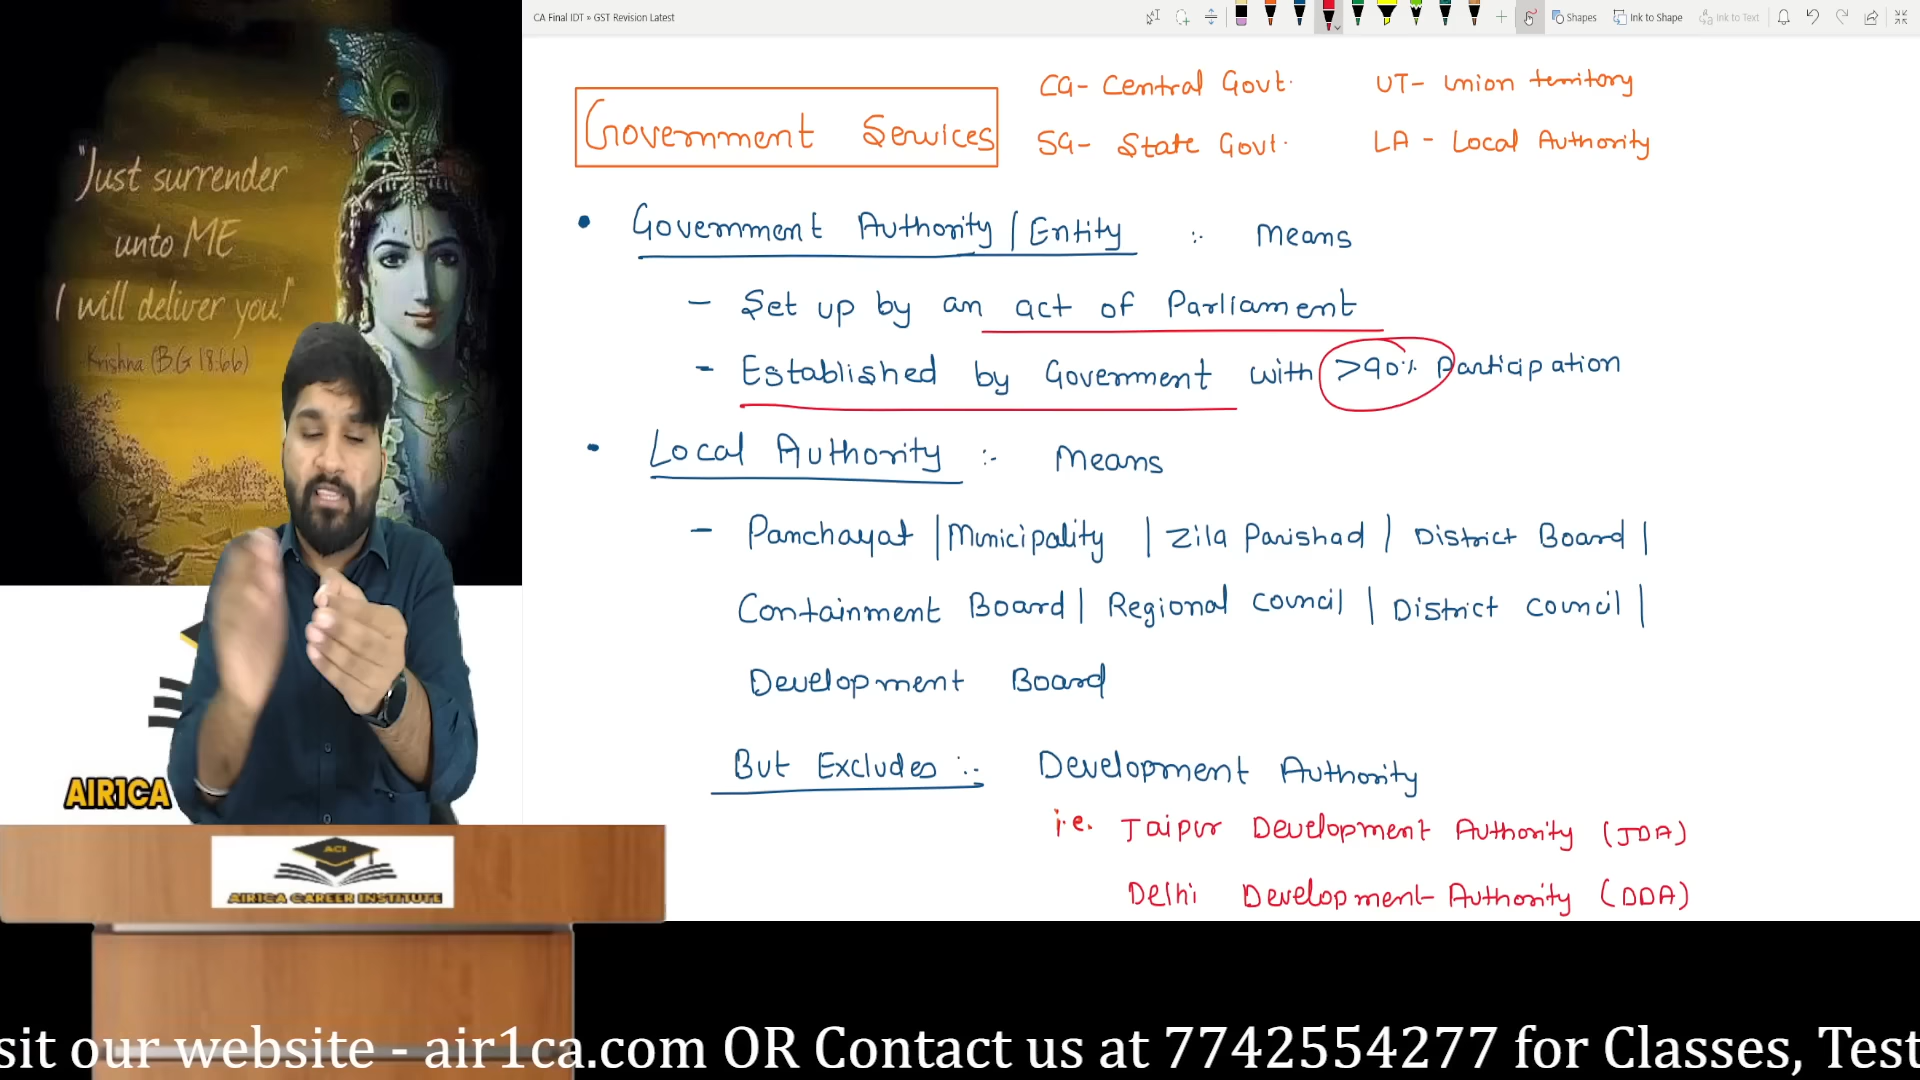 CA Final IDT » GST Revision Latest
Shapes
Ink to Shape
Ink to Text
"Just surrender
unto ME
I will deliver you!"
Krishna (B.G 18:66)
Government Services
CG- Central Govt.
UT- Union territory
SG- State Govt.
LA - Local Authority
• Government Authority | Entity :- Means
- Set up by an act of Parliament
- Established by Government with >90% Participation
• Local Authority :- Means
- Panchayat | Municipality | Zila Parishad | District Board |
Containment Board | Regional Council | District Council |
Development Board
But Excludes :- Development Authority
i.e. Jaipur Development Authority (JDA)
Delhi Development Authority (DDA)
AIR1CA
ACI
AIR1CA CAREER INSTITUTE
sit our website - air1ca.com OR Contact us at 7742554277 for Classes, Test